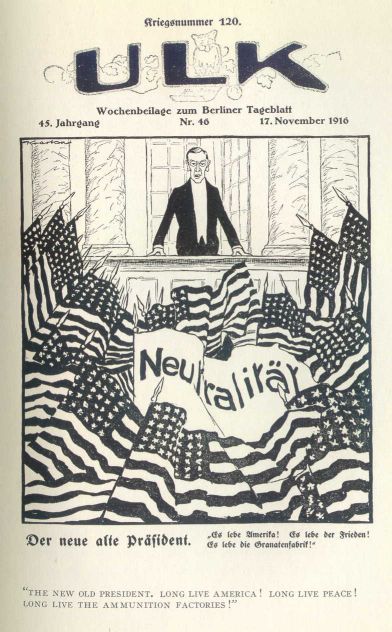 Kriegsnummer 120.
ULK
Wochenbeilage zum Berliner Tageblatt
45. Jahrgang Nr. 46 17. November 1916
Neutralität
Der neue alte Präsident.
„Es lebe Amerika! Es lebe der Frieden!
Es lebe die Granatenfabrik!“
"THE NEW OLD PRESIDENT. LONG LIVE AMERICA! LONG LIVE PEACE!
LONG LIVE THE AMMUNITION FACTORIES!"